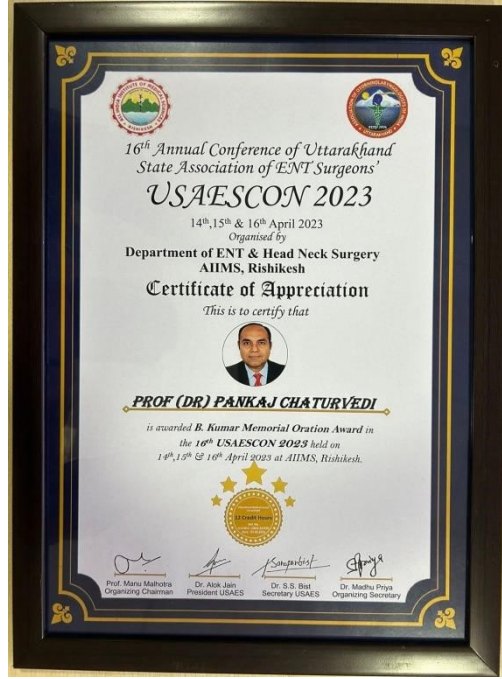 16th Annual Conference of Uttarakhand
State Association of ENT Surgeons'
USAESCON 2023
14th,15th & 16th April 2023
Organised by
Department of ENT & Head Neck Surgery
AIIMS, Rishikesh
Certificate of Appreciation
This is to certify that
PROF (DR) PANKAJ CHATURVEDI
is awarded B. Kumar Memorial Oration Award in
the 16th USAESCON 2023 held on
14th,15th & 16th April 2023 at AIIMS, Rishikesh.
12 Credit Hours
Prof. Manu Malhotra
Organizing Chairman
Dr. Alok Jain
President USAES
Dr. S.S. Bist
Secretary USAES
Dr. Madhu Priya
Organizing Secretary